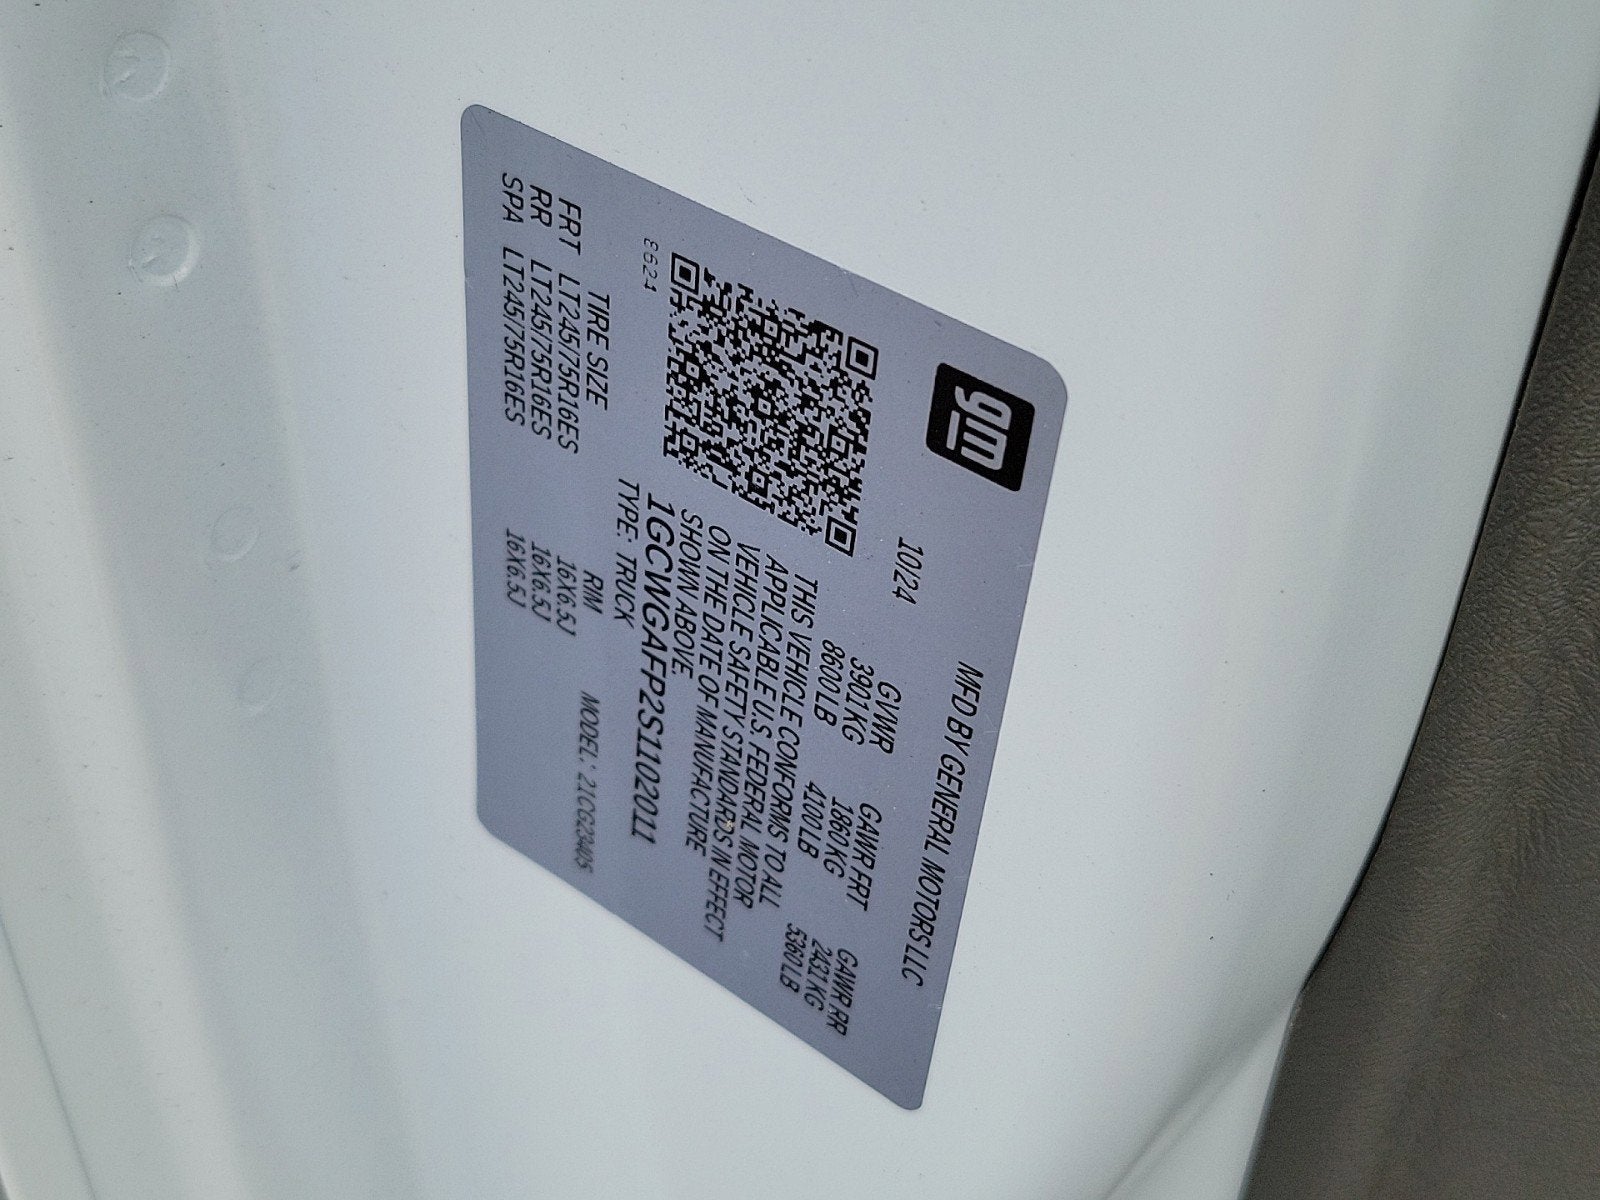 gm
MFD BY GENERAL MOTORS LLC
10/24 GVWR GAWR FRT GAWR RR
3901 KG 1860 KG 2431 KG
8600 LB 4100 LB 5360 LB
THIS VEHICLE CONFORMS TO ALL
APPLICABLE U.S. FEDERAL MOTOR
VEHICLE SAFETY STANDARDS IN EFFECT
ON THE DATE OF MANUFACTURE
SHOWN ABOVE.
1GCWGAFP2S1102011
TYPE: TRUCK
8624
TIRE SIZE RIM MODEL: 21CG23405
FRT LT245/75R16ES 16X6.5J
RR LT245/75R16ES 16X6.5J
SPA LT245/75R16ES 16X6.5J